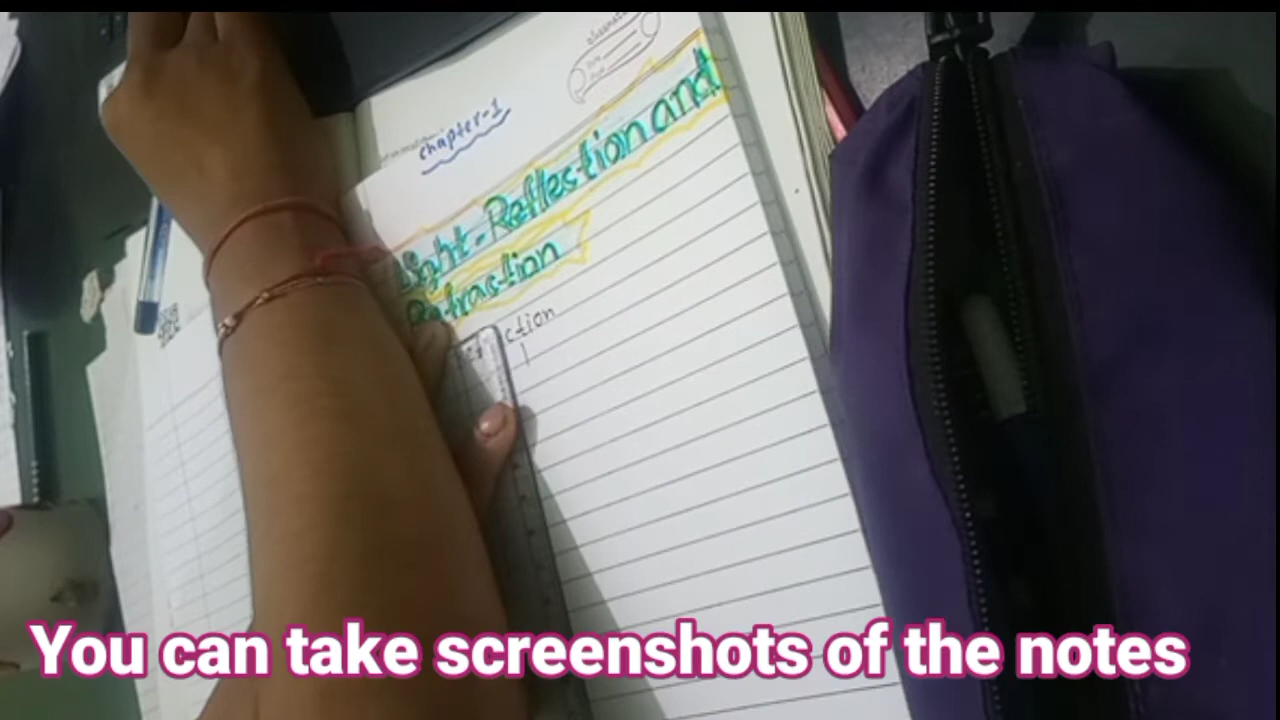 chapter-1
Light-Reflection and
Refraction
ction
You can take screenshots of the notes